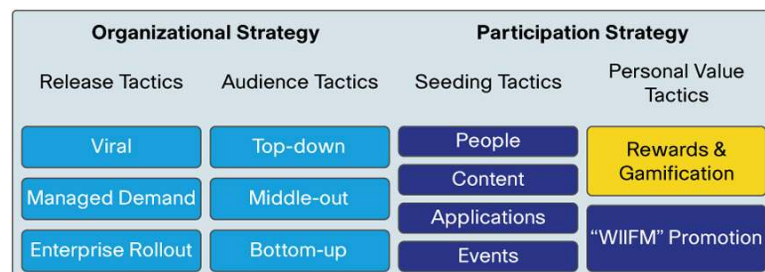 Organizational Strategy
Participation Strategy
Release Tactics
Audience Tactics
Seeding Tactics
Personal Value
Tactics
Viral
Managed Demand
Enterprise Rollout
Top-down
Middle-out
Bottom-up
People
Content
Applications
Events
Rewards &
Gamification
“WIIFM” Promotion